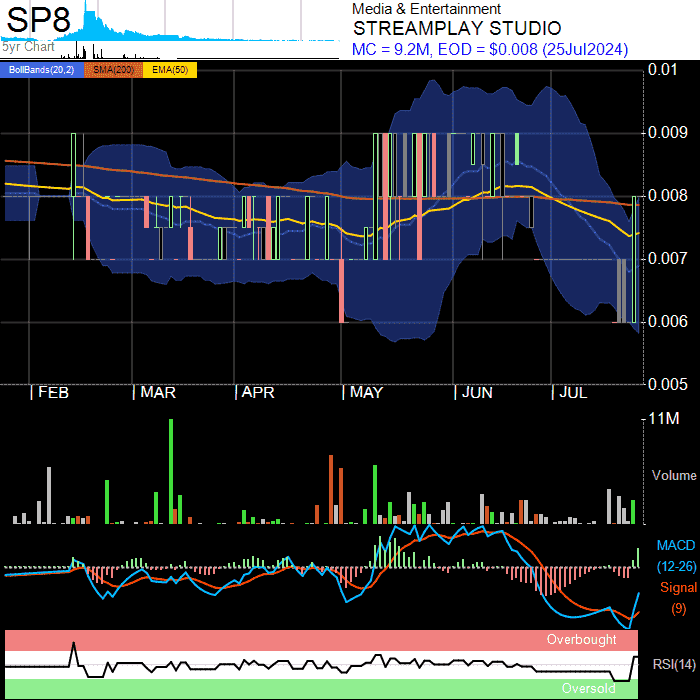 SP8
5yr Chart
Media & Entertainment
STREAMPLAY STUDIO
MC = 9.2M, EOD = $0.008 (25Jul2024)
BollBands(20,2) SMA(200) EMA(50)
0.01
0.009
0.008
0.007
0.006
0.005
FEB MAR APR MAY JUN JUL
11M
Volume
MACD
(12-26)
Signal
(9)
Overbought
RSI(14)
Oversold